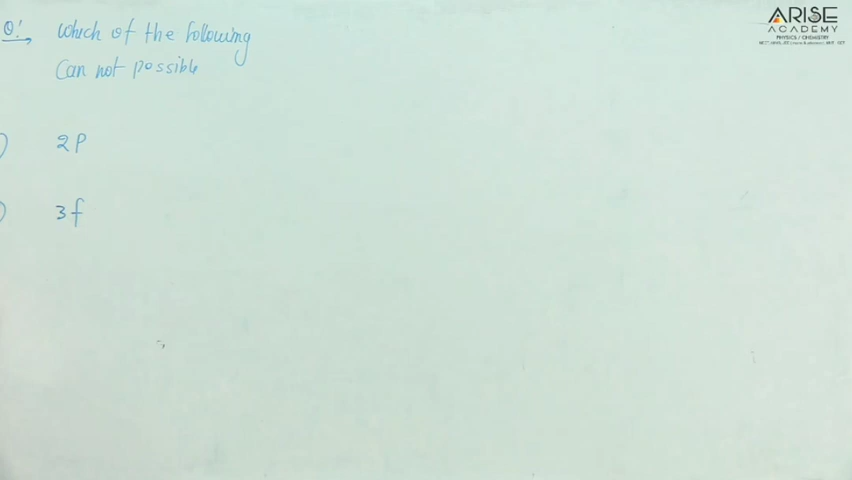 Q:
Which of the following
Can not possible
) 2P
) 3f
ARISE
ACADEMY
PHYSICS / CHEMISTRY